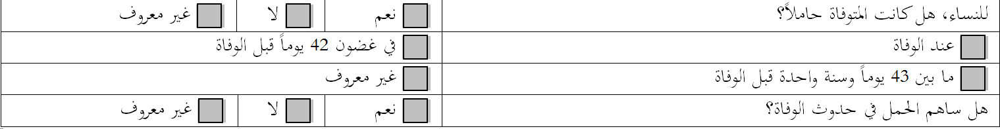 للنساء، هل كانت المتوفاة حاملاً؟ نعم لا غير معروف
عند الوفاة في غضون 42 يوماً قبل الوفاة
ما بين 43 يوماً وسنة واحدة قبل الوفاة غير معروف
هل ساهم الحمل في حدوث الوفاة؟ نعم لا غير معروف